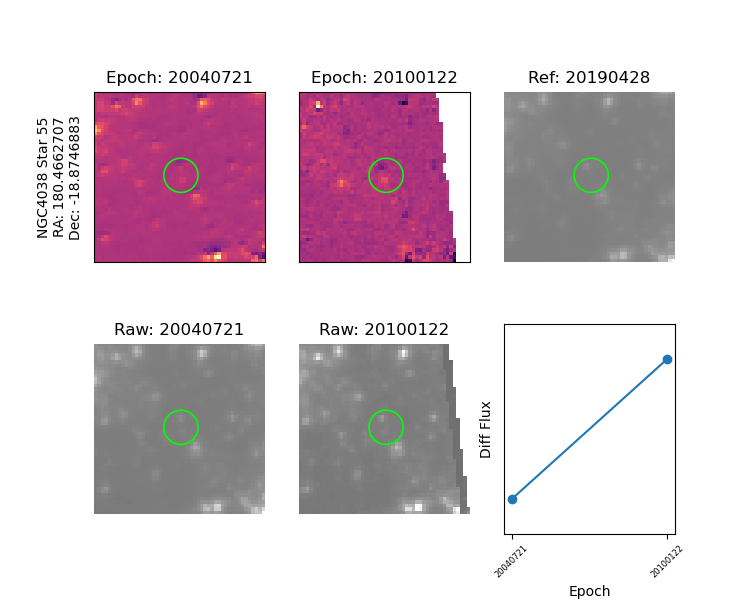 Epoch: 20040721
Epoch: 20100122
Ref: 20190428
NGC4038 Star 55
RA: 180.4662707
Dec: -18.8746883
Raw: 20040721
Raw: 20100122
Diff Flux
20040721
20100122
Epoch